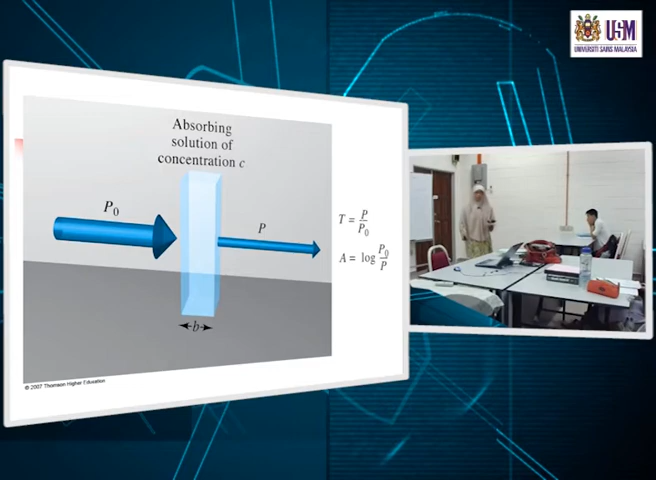 USM
UNIVERSITI SAINS MALAYSIA
Absorbing
solution of
concentration c
P₀
P
T = P/P₀
A = log P₀/P
b
© 2007 Thomson Higher Education